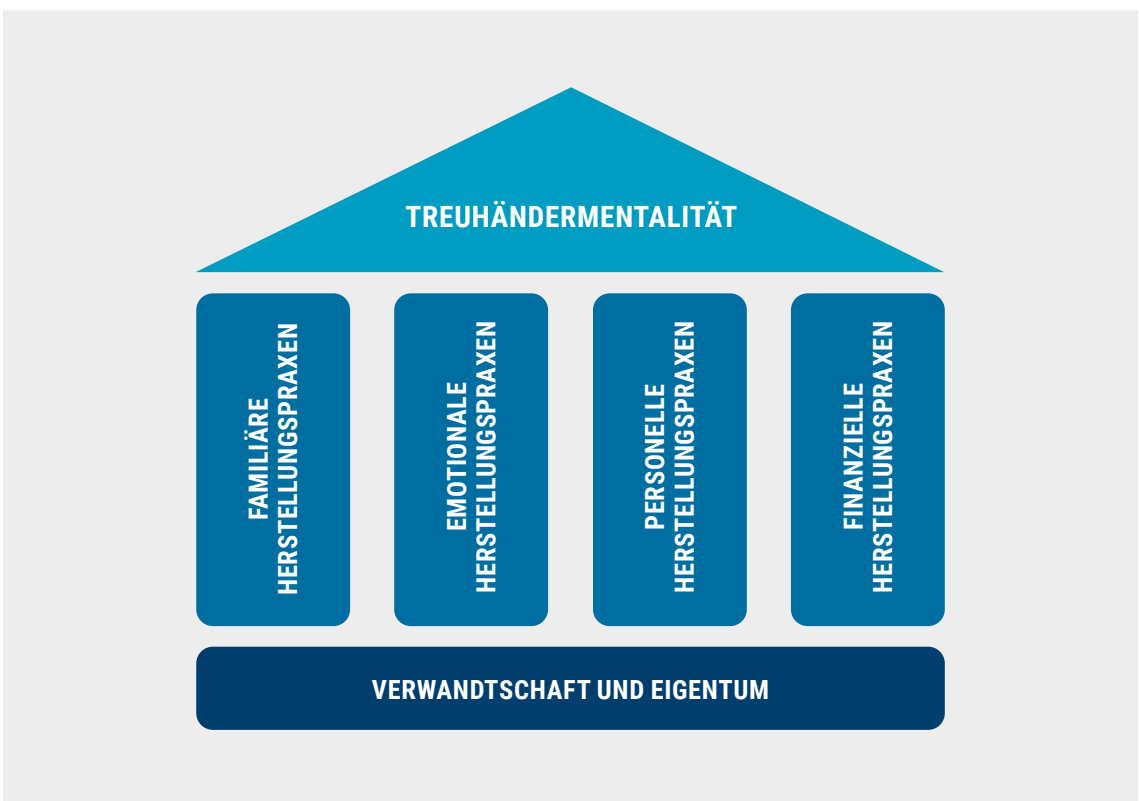 TREUHÄNDERMENTALITÄT
FAMILIÄRE
HERSTELLUNGSPRAXEN
EMOTIONALE
HERSTELLUNGSPRAXEN
PERSONELLE
HERSTELLUNGSPRAXEN
FINANZIELLE
HERSTELLUNGSPRAXEN
VERWANDTSCHAFT UND EIGENTUM